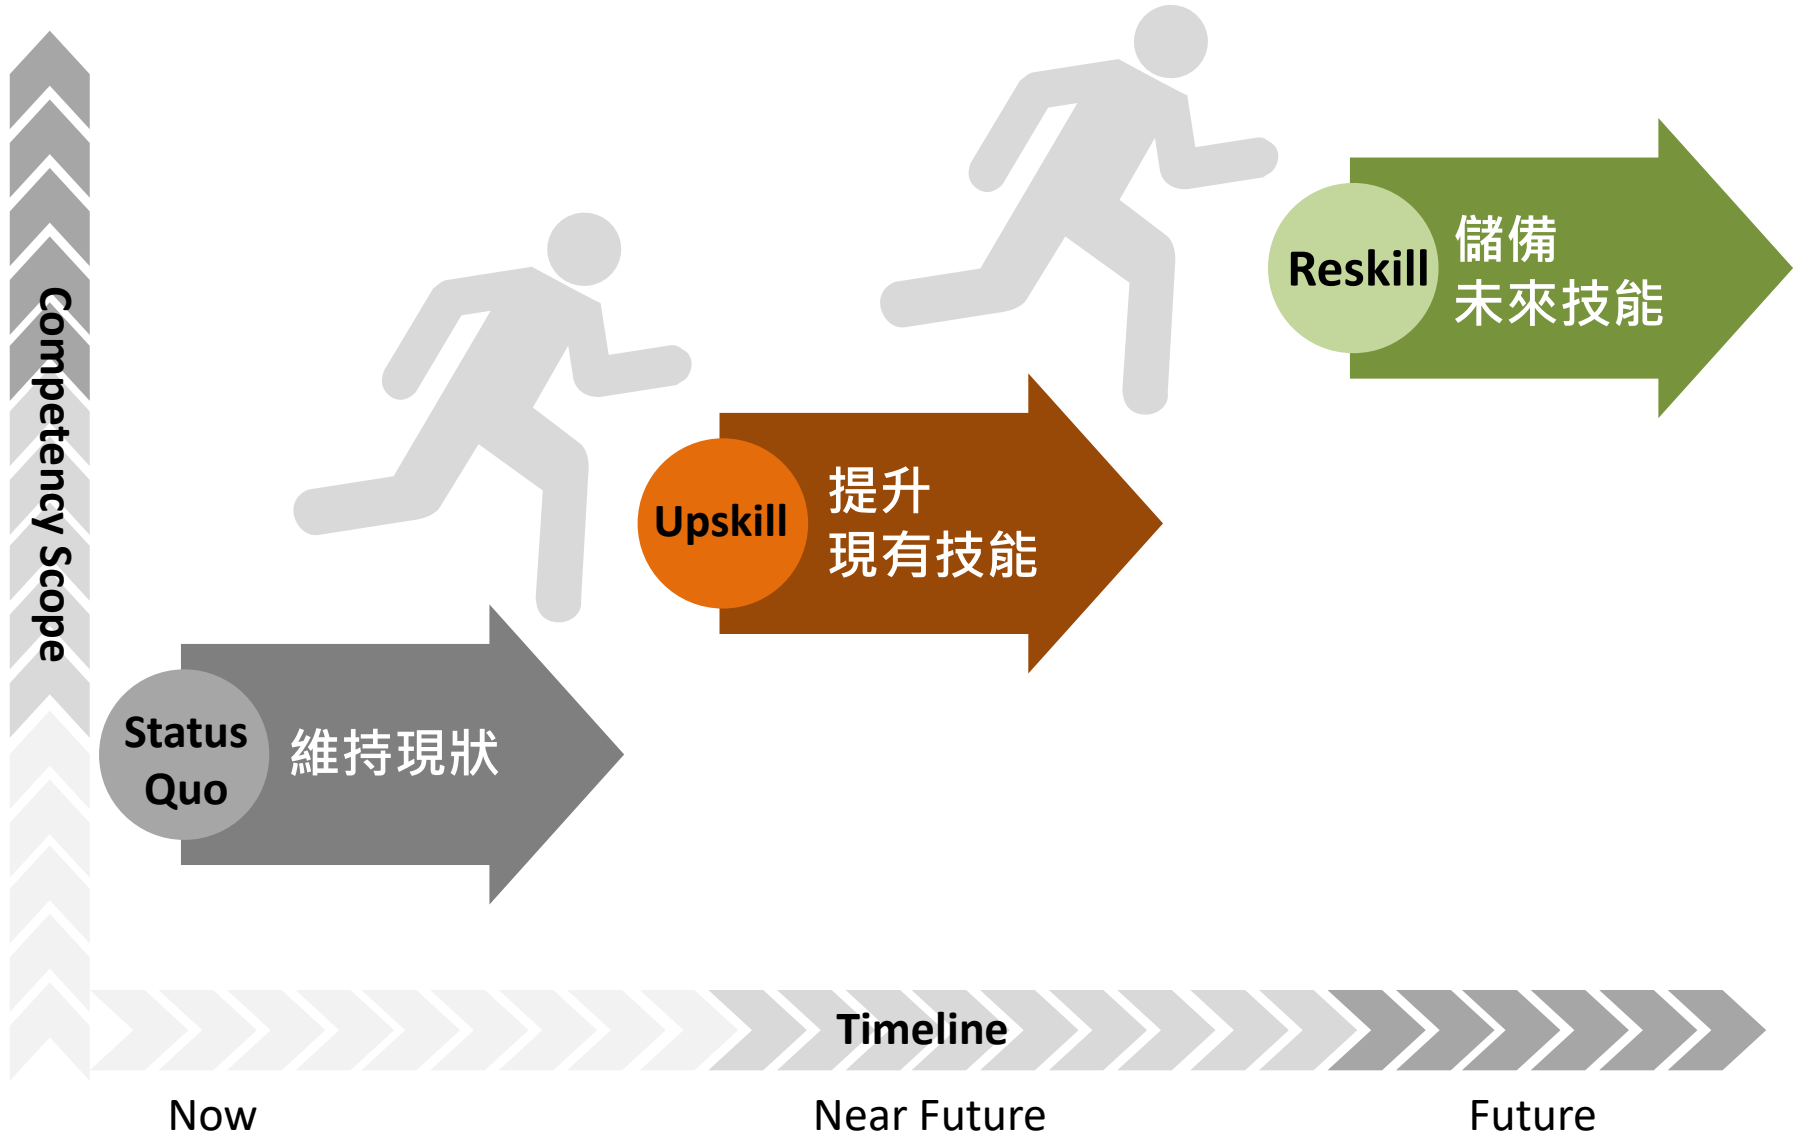 Reskill
儲備
未來技能
Competency Scope
Upskill
提升
現有技能
Status
Quo
維持現狀
Timeline
Now
Near Future
Future